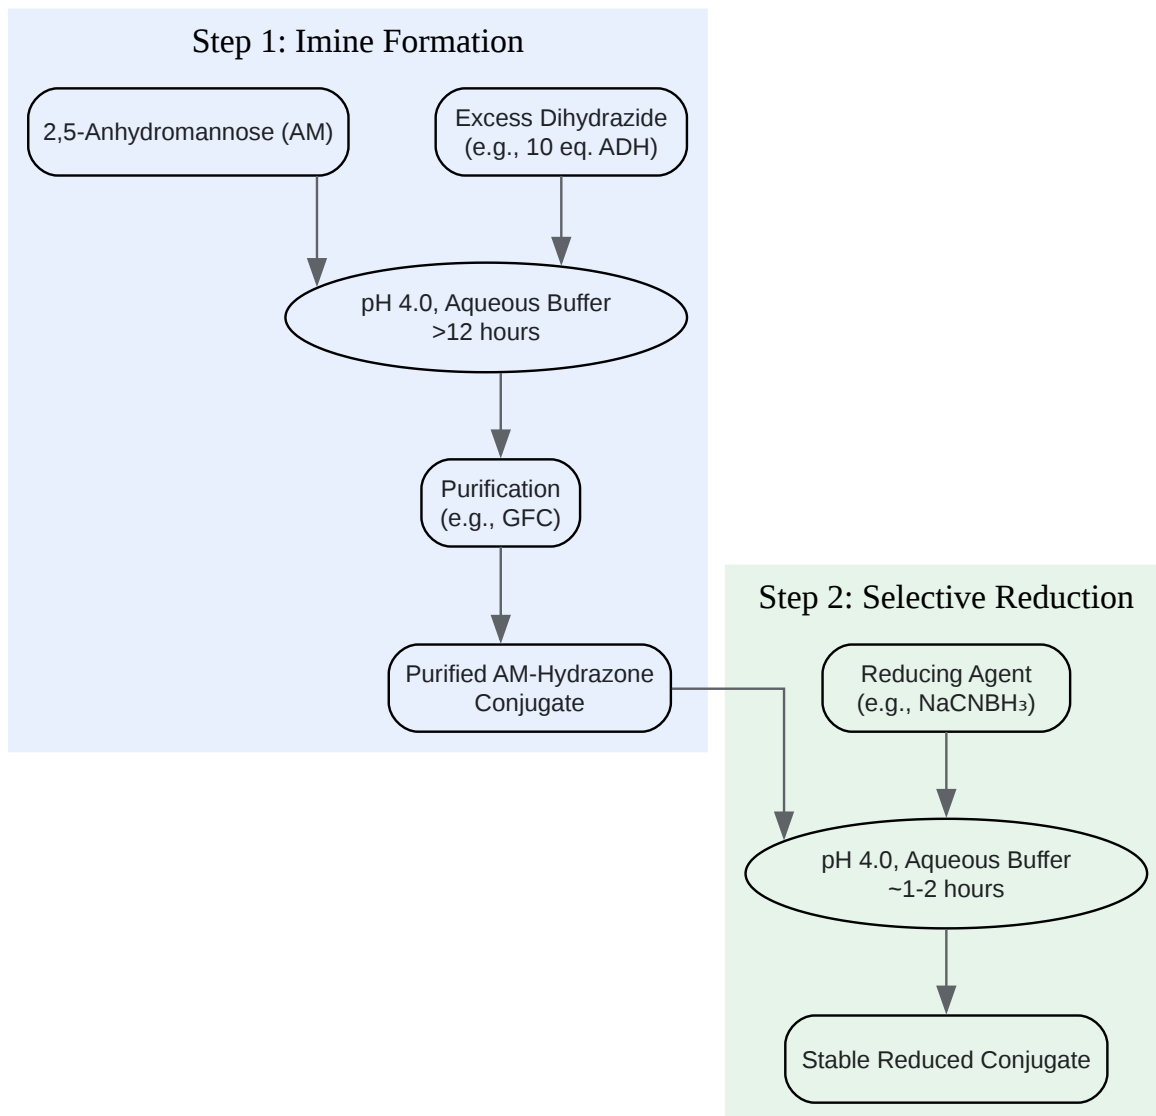 Step 1: Imine Formation
2,5-Anhydromannose (AM)
Excess Dihydrazide
(e.g., 10 eq. ADH)
pH 4.0, Aqueous Buffer
>12 hours
Purification
(e.g., GFC)
Purified AM-Hydrazone
Conjugate
Step 2: Selective Reduction
Reducing Agent
(e.g., NaCNBH₃)
pH 4.0, Aqueous Buffer
~1-2 hours
Stable Reduced Conjugate